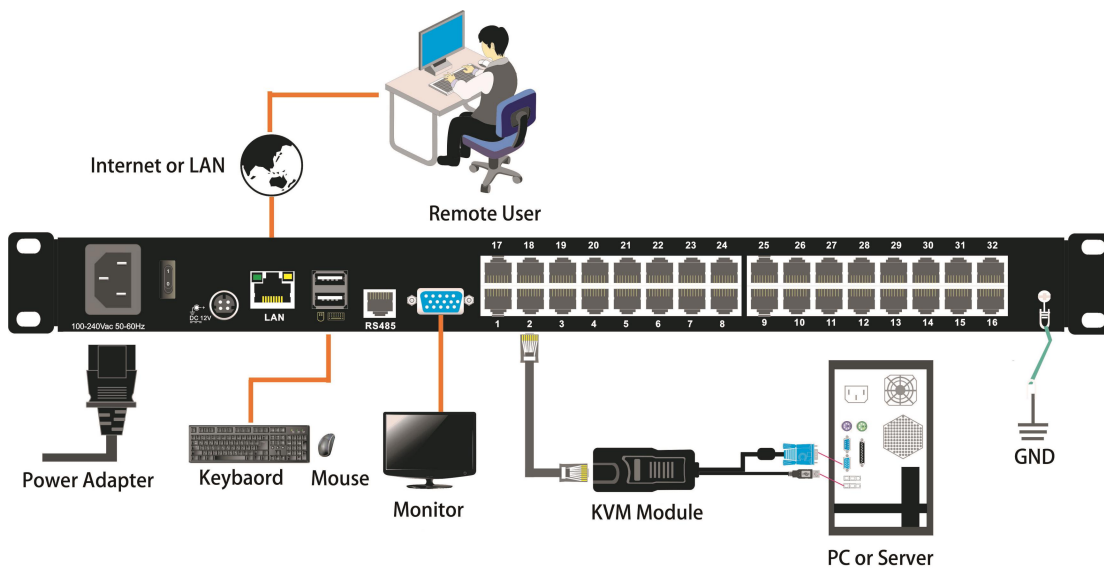 Internet or LAN
Remote User
17 18 19 20 21 22 23 24 25 26 27 28 29 30 31 32
DC 12V
LAN
RS485
100-240Vac 50-60Hz
1 2 3 4 5 6 7 8 9 10 11 12 13 14 15 16
Power Adapter
Keybaord
Mouse
Monitor
KVM Module
GND
PC or Server